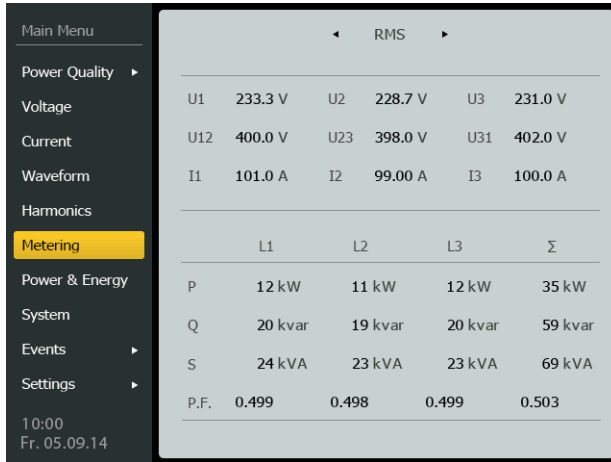 Main Menu
Power Quality ►
Voltage
Current
Waveform
Harmonics
Metering
Power & Energy
System
Events ►
Settings ►
10:00
Fr. 05.09.14
◄ RMS ►
U1 233.3 V U2 228.7 V U3 231.0 V
U12 400.0 V U23 398.0 V U31 402.0 V
I1 101.0 A I2 99.00 A I3 100.0 A
L1 L2 L3 Σ
P 12 kW 11 kW 12 kW 35 kW
Q 20 kvar 19 kvar 20 kvar 59 kvar
S 24 kVA 23 kVA 23 kVA 69 kVA
P.F. 0.499 0.498 0.499 0.503